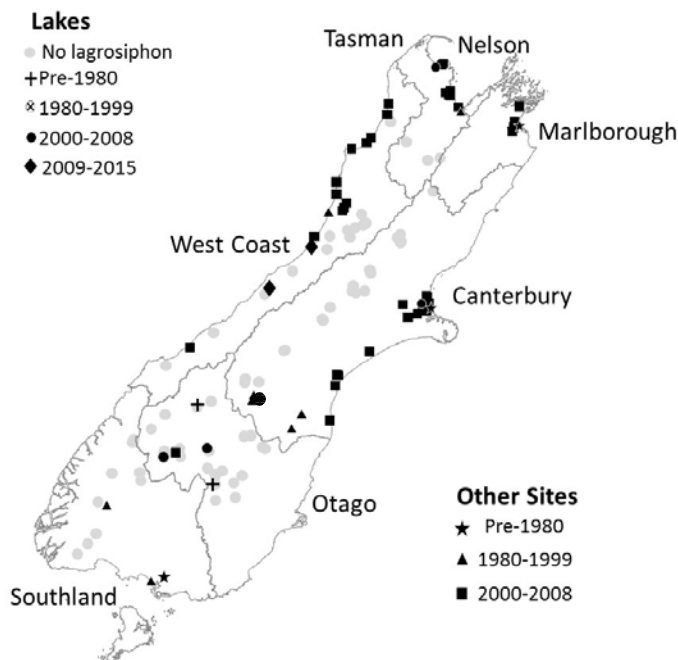 Lakes
No lagrosiphon
Pre-1980
1980-1999
2000-2008
2009-2015
Tasman
Nelson
Marlborough
West Coast
Canterbury
Otago
Southland
Other Sites
Pre-1980
1980-1999
2000-2008